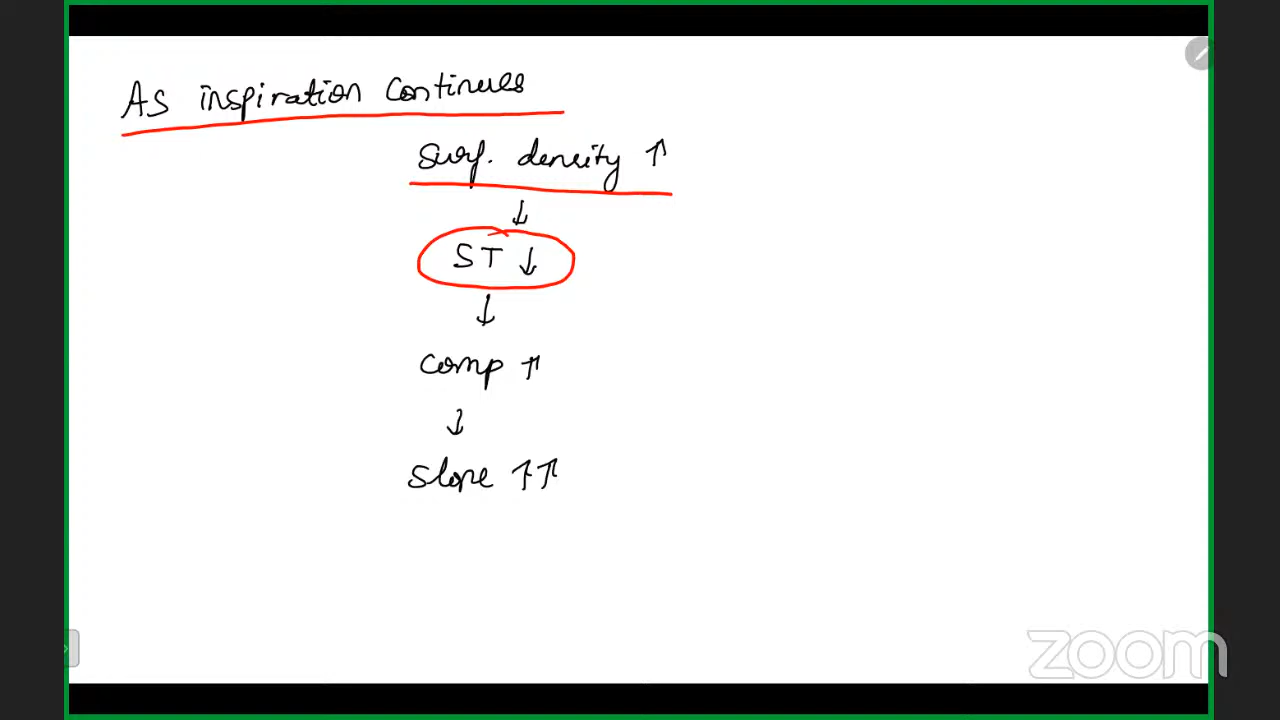 As inspiration continues
surf. density ↑
↓
ST ↓
↓
comp ↑
↓
slope ↑↑
zoom